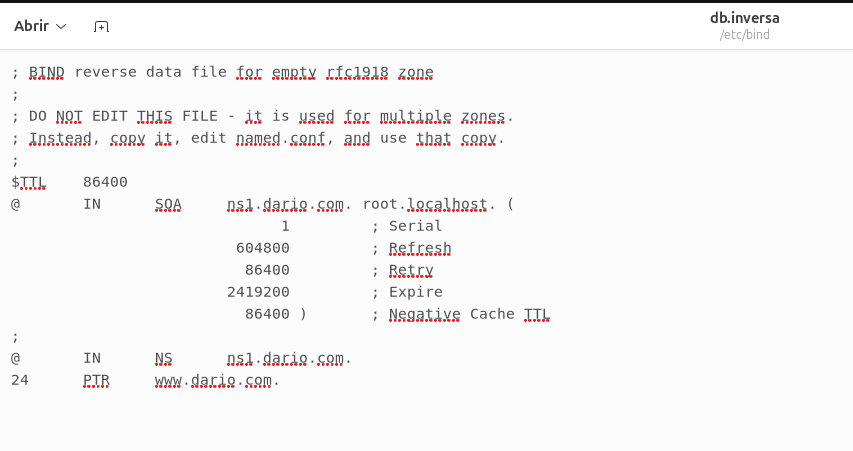 Abrir
db.inversa
/etc/bind
; BIND reverse data file for empty rfc1918 zone
;
; DO NOT EDIT THIS FILE - it is used for multiple zones.
; Instead, copy it, edit named.conf, and use that copy.
;
$TTL 86400
@ IN SOA ns1.dario.com. root.localhost. (
1 ; Serial
604800 ; Refresh
86400 ; Retry
2419200 ; Expire
86400 ) ; Negative Cache TTL
;
@ IN NS ns1.dario.com.
24 PTR www.dario.com.